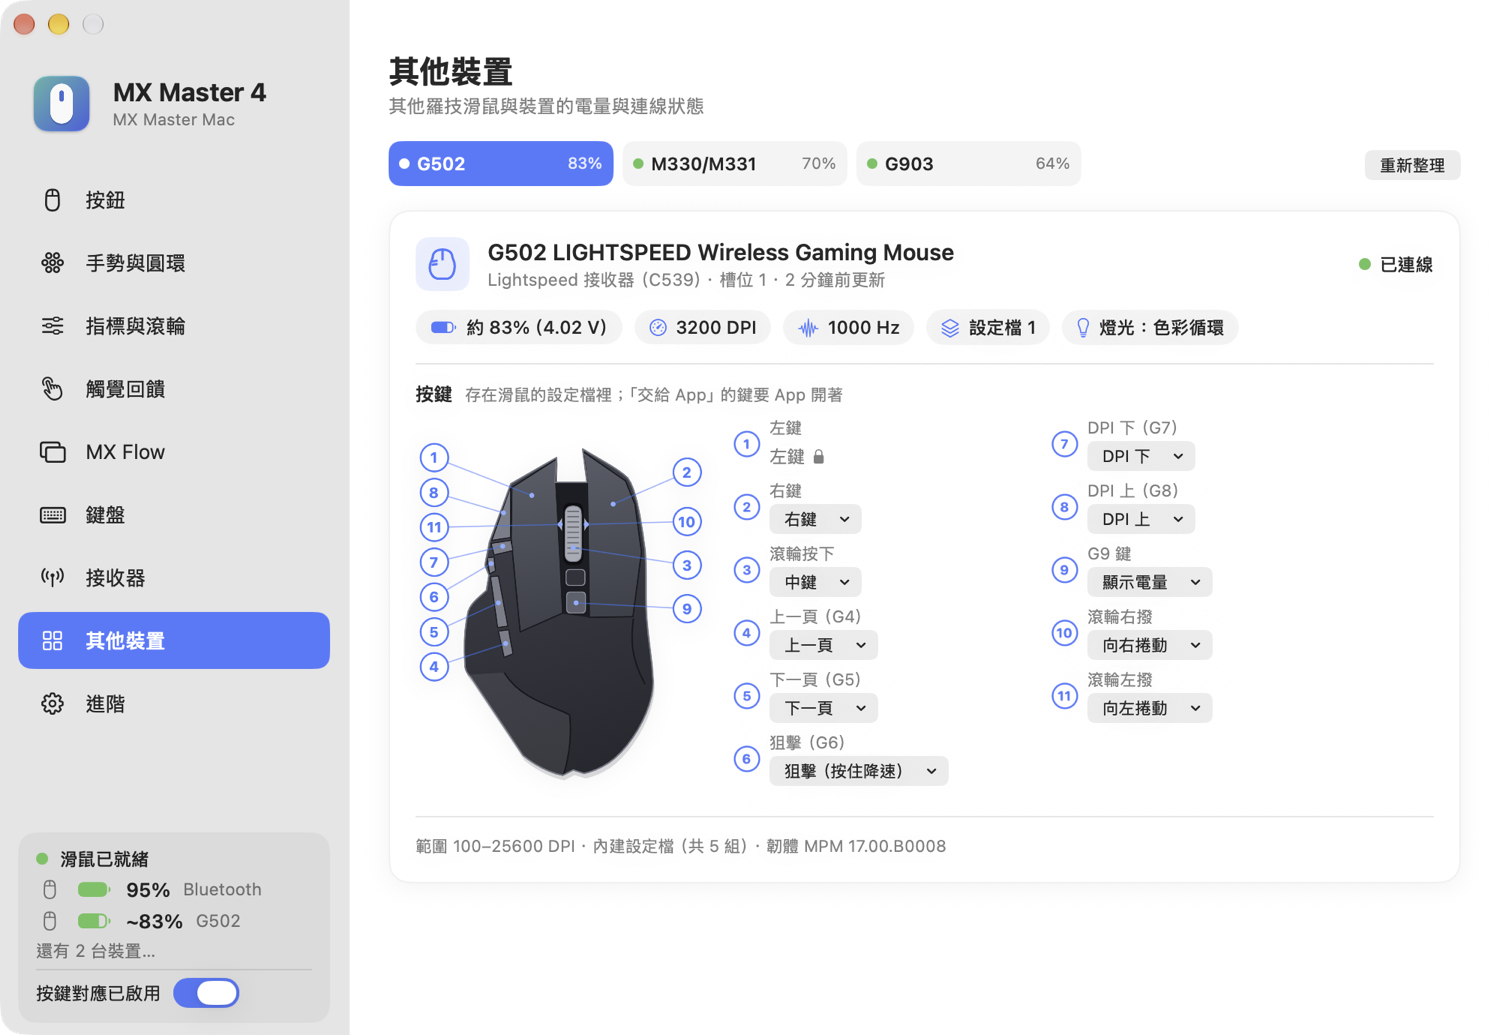 MX Master 4
MX Master Mac
按鈕
手勢與圓環
指標與滾輪
觸覺回饋
MX Flow
鍵盤
接收器
其他裝置
進階
滑鼠已就緒
95% Bluetooth
~83% G502
還有 2 台裝置...
按鍵對應已啟用
其他裝置
其他羅技滑鼠與裝置的電量與連線狀態
G502 83%
M330/M331 70%
G903 64%
重新整理
G502 LIGHTSPEED Wireless Gaming Mouse
Lightspeed 接收器 (C539) · 槽位 1 · 2 分鐘前更新
已連線
約 83% (4.02 V)
3200 DPI
1000 Hz
設定檔 1
燈光：色彩循環
按鍵 存在滑鼠的設定檔裡；「交給 App」的鍵要 App 開著
1
8
11
7
6
5
4
2
10
3
9
1 左鍵
左鍵
2 右鍵
右鍵
3 滾輪按下
中鍵
4 上一頁 (G4)
上一頁
5 下一頁 (G5)
下一頁
6 狙擊 (G6)
狙擊 (按住降速)
7 DPI 下 (G7)
DPI 下
8 DPI 上 (G8)
DPI 上
9 G9 鍵
顯示電量
10 滾輪右撥
向右捲動
11 滾輪左撥
向左捲動
範圍 100–25600 DPI · 內建設定檔 (共 5 組) · 韌體 MPM 17.00.B0008